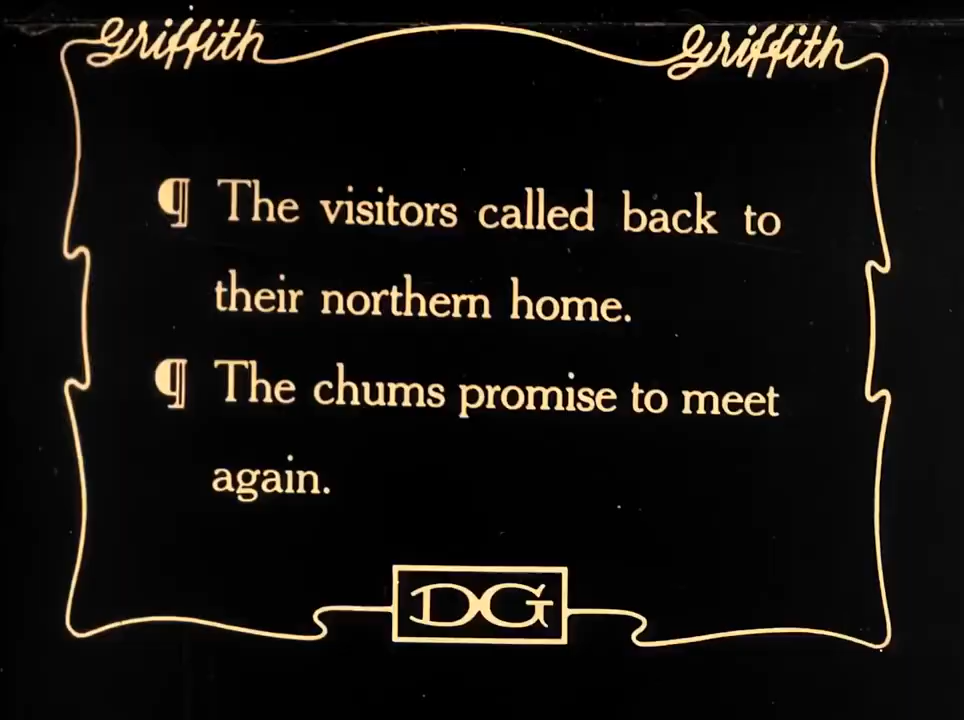 Griffith Griffith
¶ The visitors called back to
their northern home.
¶ The chums promise to meet
again.
DG